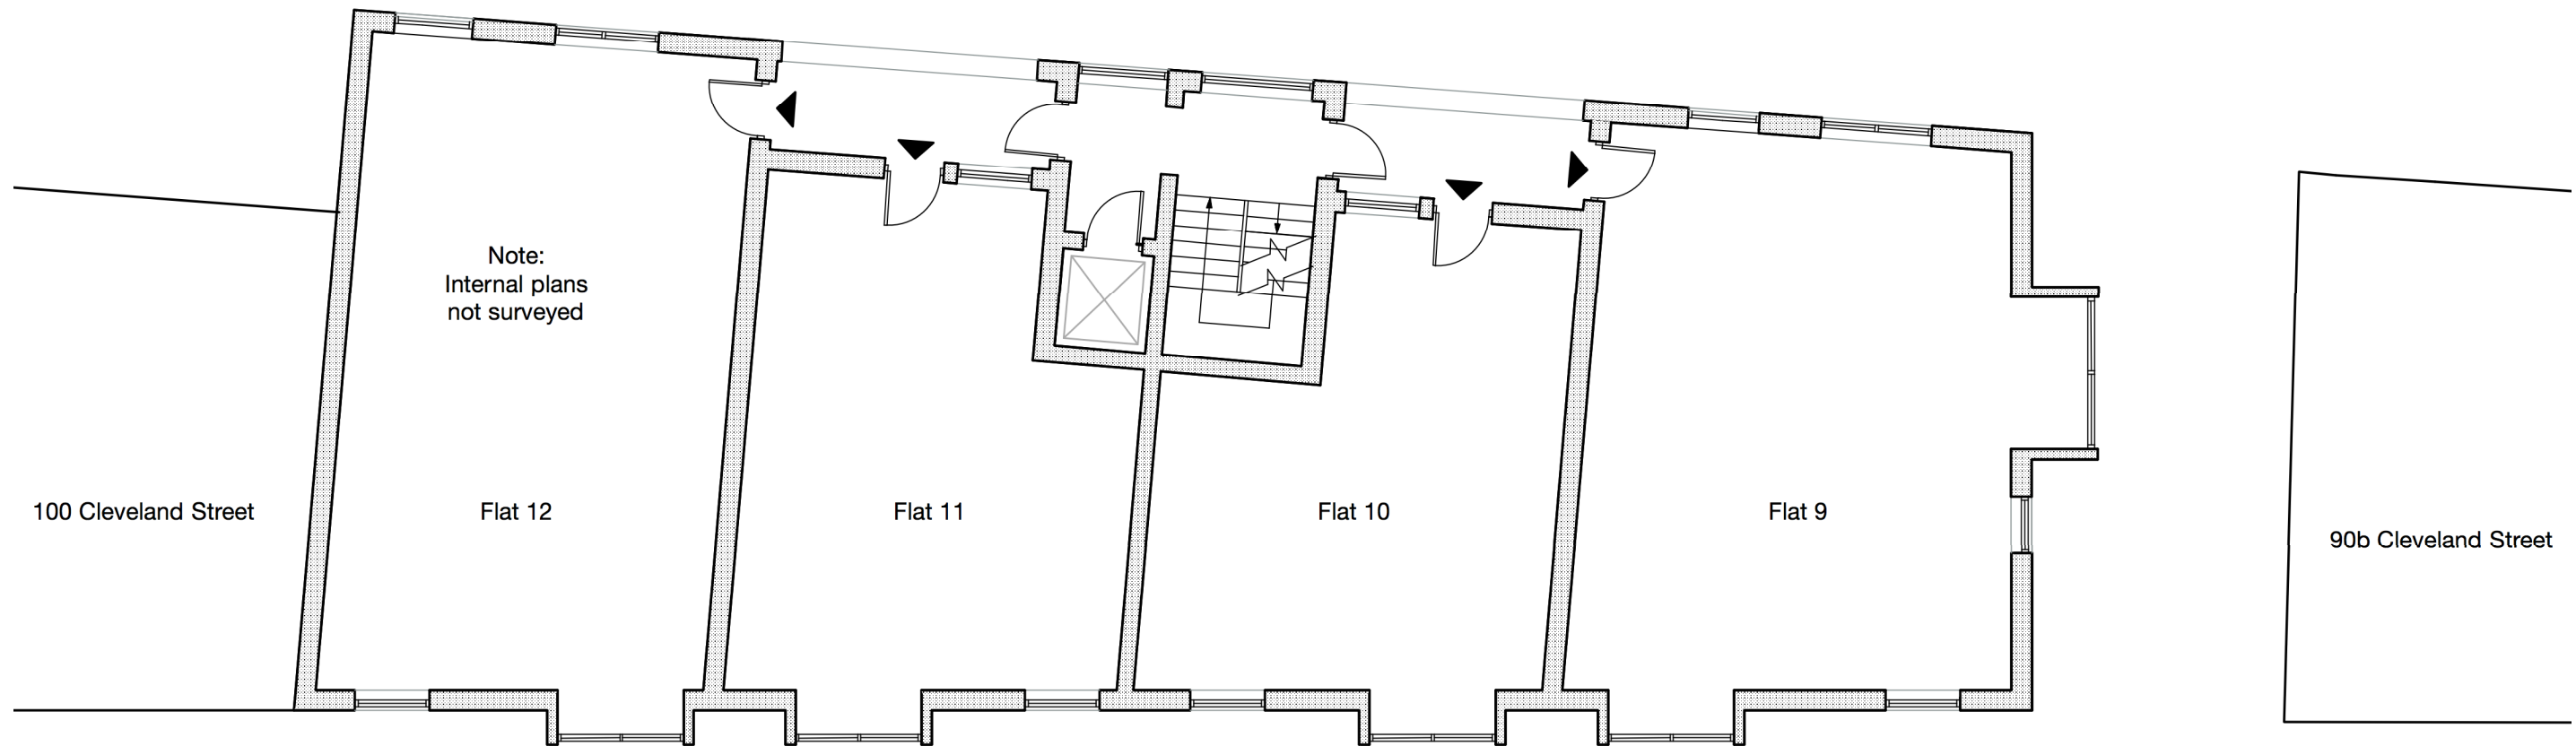 Note:
Internal plans
not surveyed
100 Cleveland Street
Flat 12
Flat 11
Flat 10
Flat 9
90b Cleveland Street